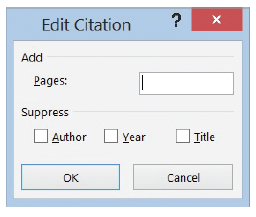 Edit Citation ? x
Add
Pages:
Suppress
Author Year Title
OK Cancel